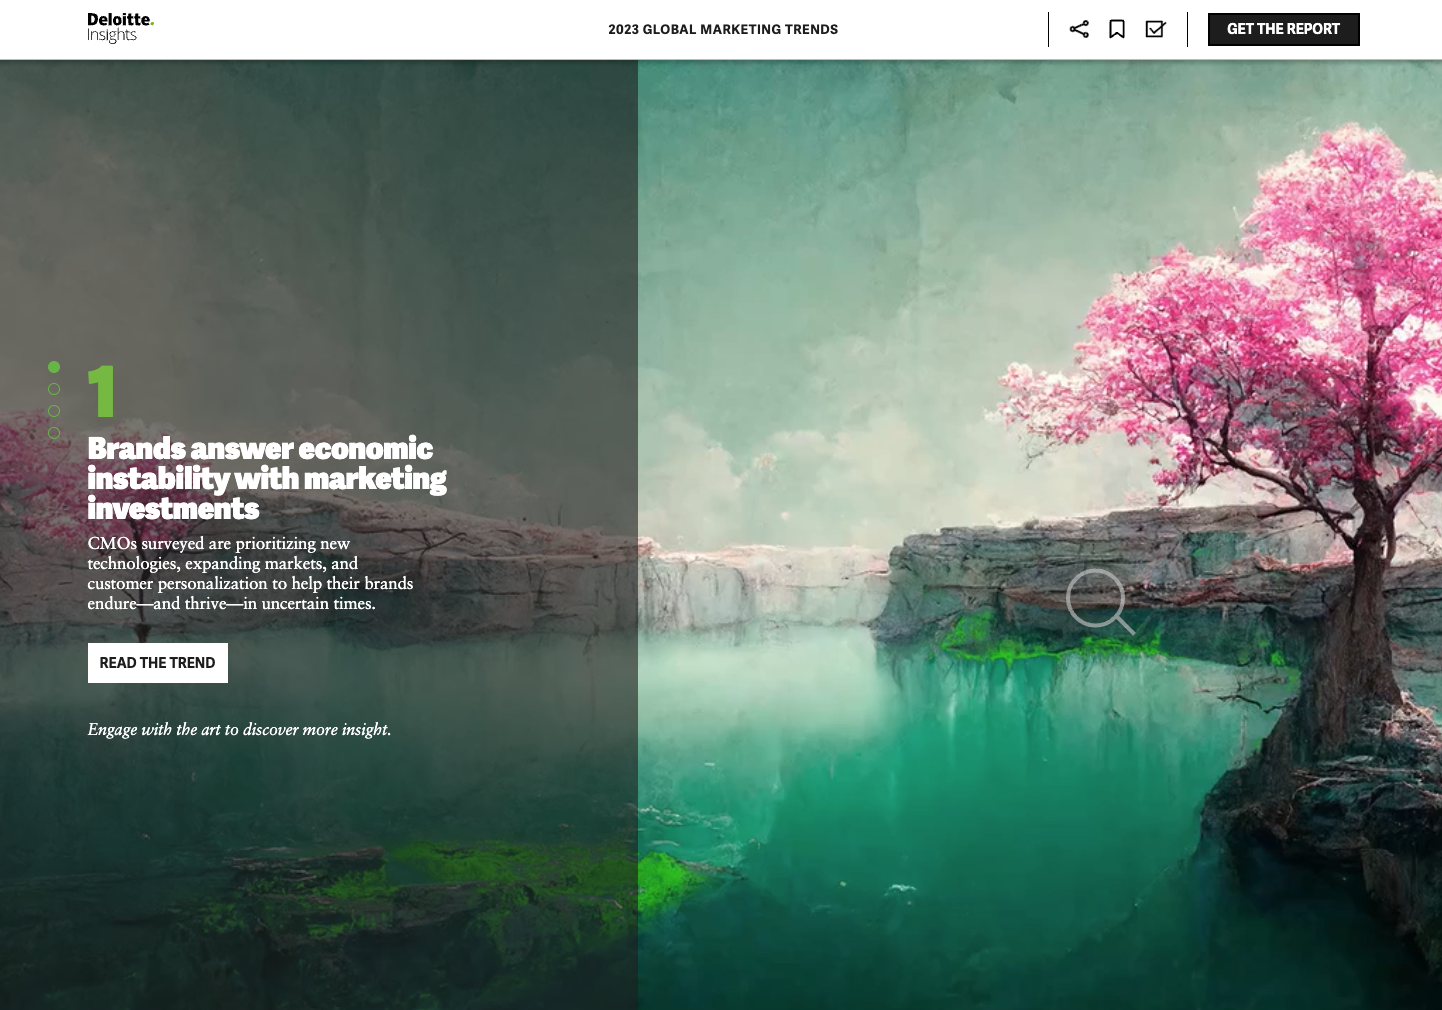 Deloitte.
Insights
2023 GLOBAL MARKETING TRENDS
GET THE REPORT
1
Brands answer economic
instability with marketing
investments
CMOs surveyed are prioritizing new
technologies, expanding markets, and
customer personalization to help their brands
endure—and thrive—in uncertain times.
READ THE TREND
Engage with the art to discover more insight.